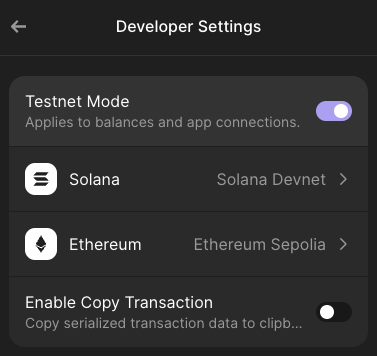 Developer Settings
Testnet Mode
Applies to balances and app connections.
Solana Solana Devnet
Ethereum Ethereum Sepolia
Enable Copy Transaction
Copy serialized transaction data to clipb...